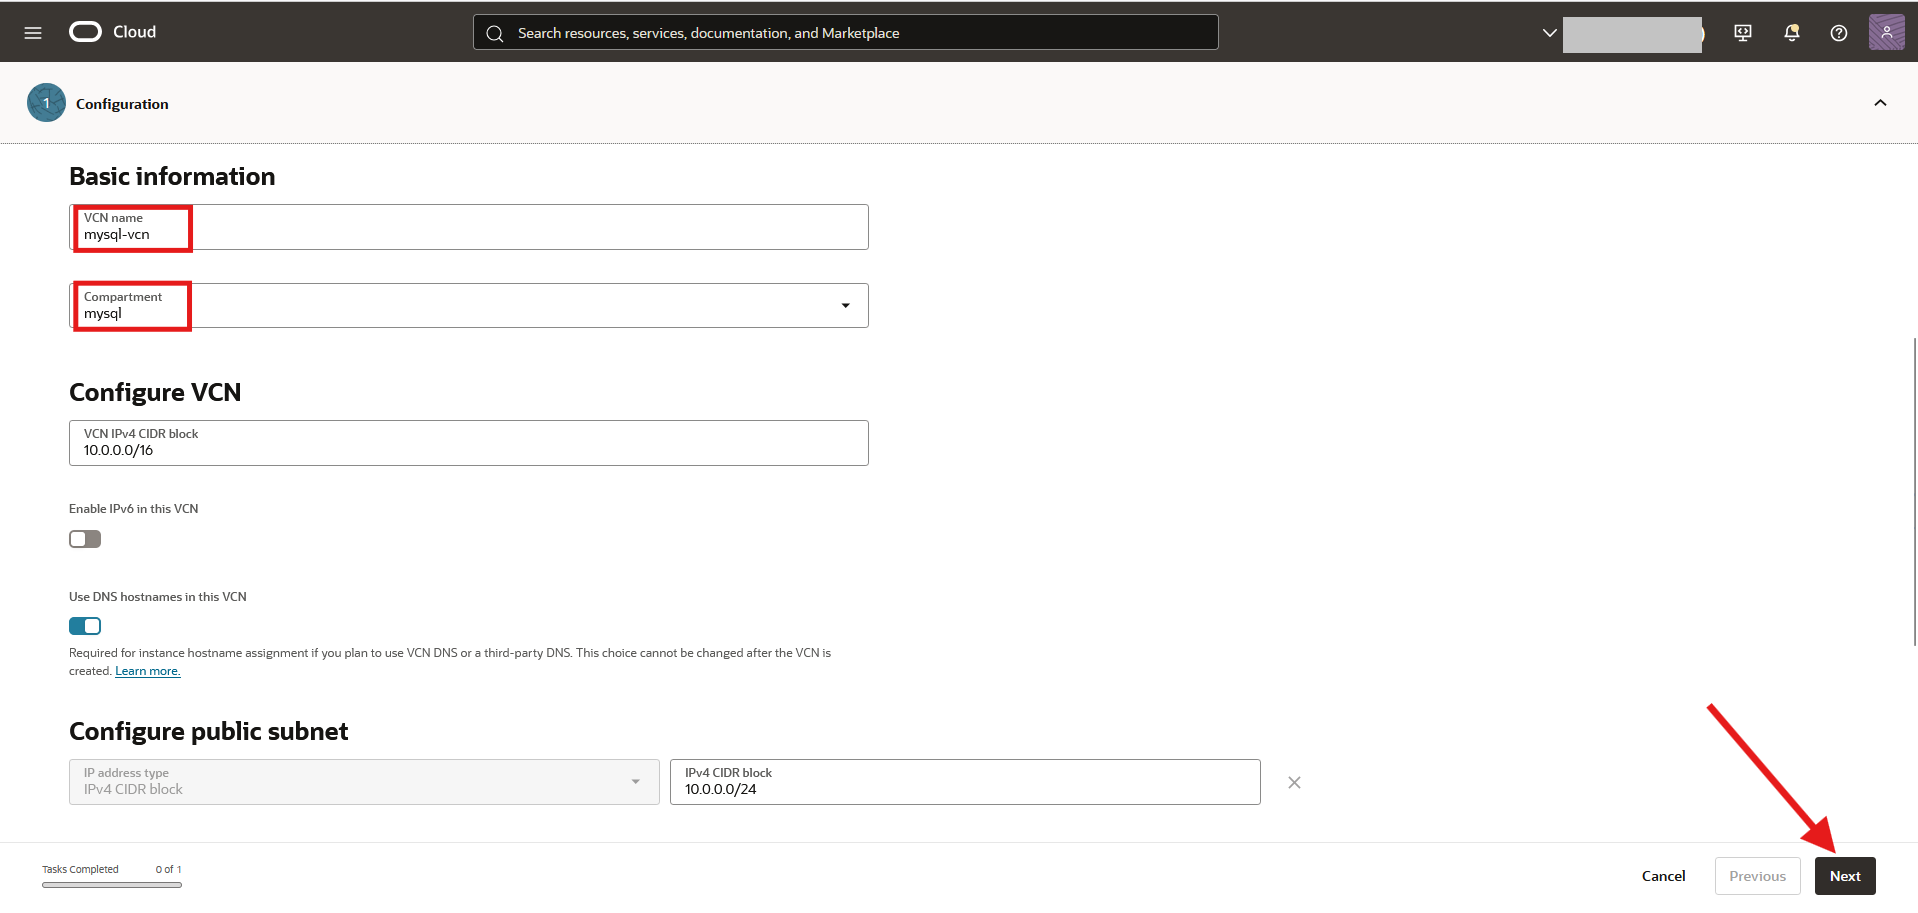 Cloud
Search resources, services, documentation, and Marketplace
1
Configuration
Basic information
VCN name
mysql-vcn
Compartment
mysql
Configure VCN
VCN IPv4 CIDR block
10.0.0.0/16
Enable IPv6 in this VCN
Use DNS hostnames in this VCN
Required for instance hostname assignment if you plan to use VCN DNS or a third-party DNS. This choice cannot be changed after the VCN is
created. Learn more.
Configure public subnet
IP address type
IPv4 CIDR block
IPv4 CIDR block
10.0.0.0/24
Tasks Completed 0 of 1
Cancel
Previous
Next